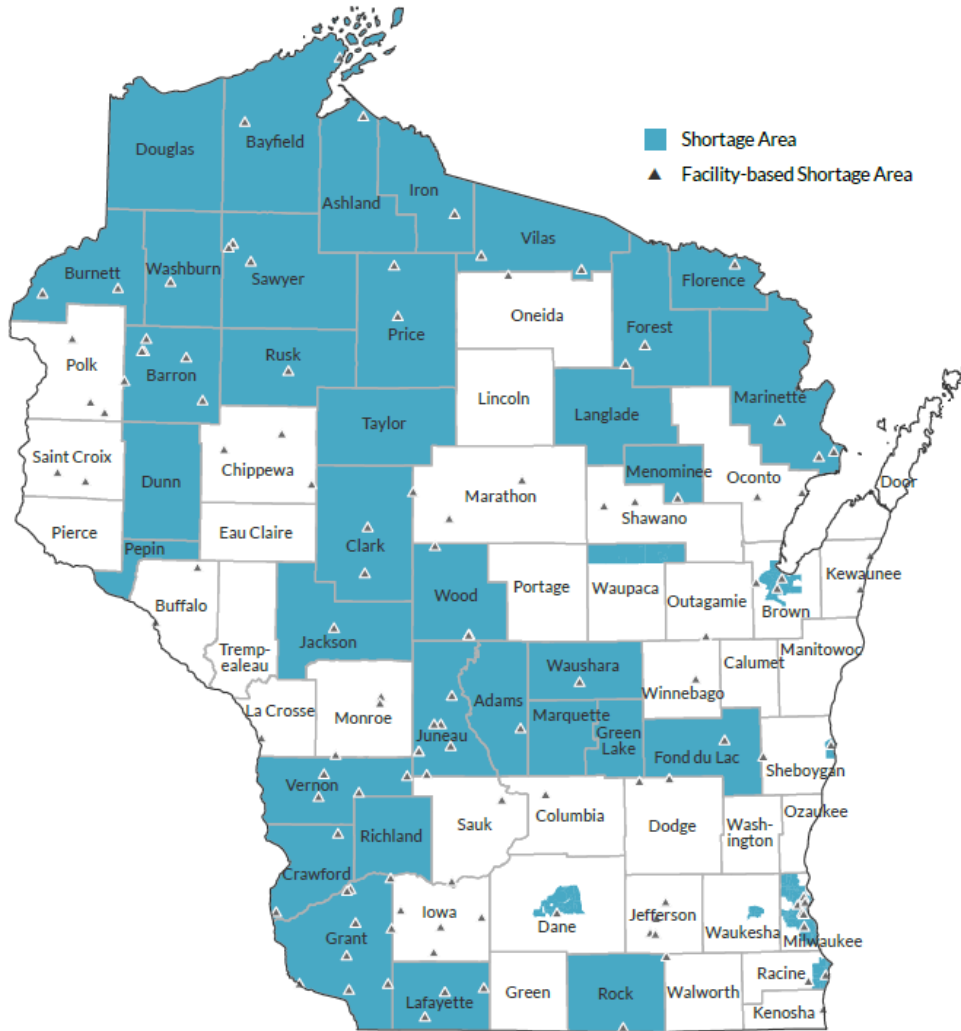 Shortage Area
Facility-based Shortage Area
Douglas
Bayfield
Ashland
Iron
Vilas
Burnett
Washburn
Sawyer
Florence
Price
Oneida
Forest
Polk
Barron
Rusk
Lincoln
Marinette
Taylor
Langlade
Saint Croix
Chippewa
Dunn
Menominee
Oconto
Door
Marathon
Shawano
Pierce
Eau Claire
Clark
Pepin
Buffalo
Wood
Portage
Waupaca
Outagamie
Brown
Kewaunee
Jackson
Tremp-
ealeau
Waushara
Calumet
Manitowoc
Winnebago
La Crosse
Monroe
Juneau
Adams
Marquette
Green
Lake
Fond du Lac
Sheboygan
Vernon
Sauk
Columbia
Dodge
Wash-
ington
Ozaukee
Richland
Crawford
Iowa
Dane
Jefferson
Waukesha
Milwaukee
Grant
Lafayette
Green
Rock
Walworth
Racine
Kenosha